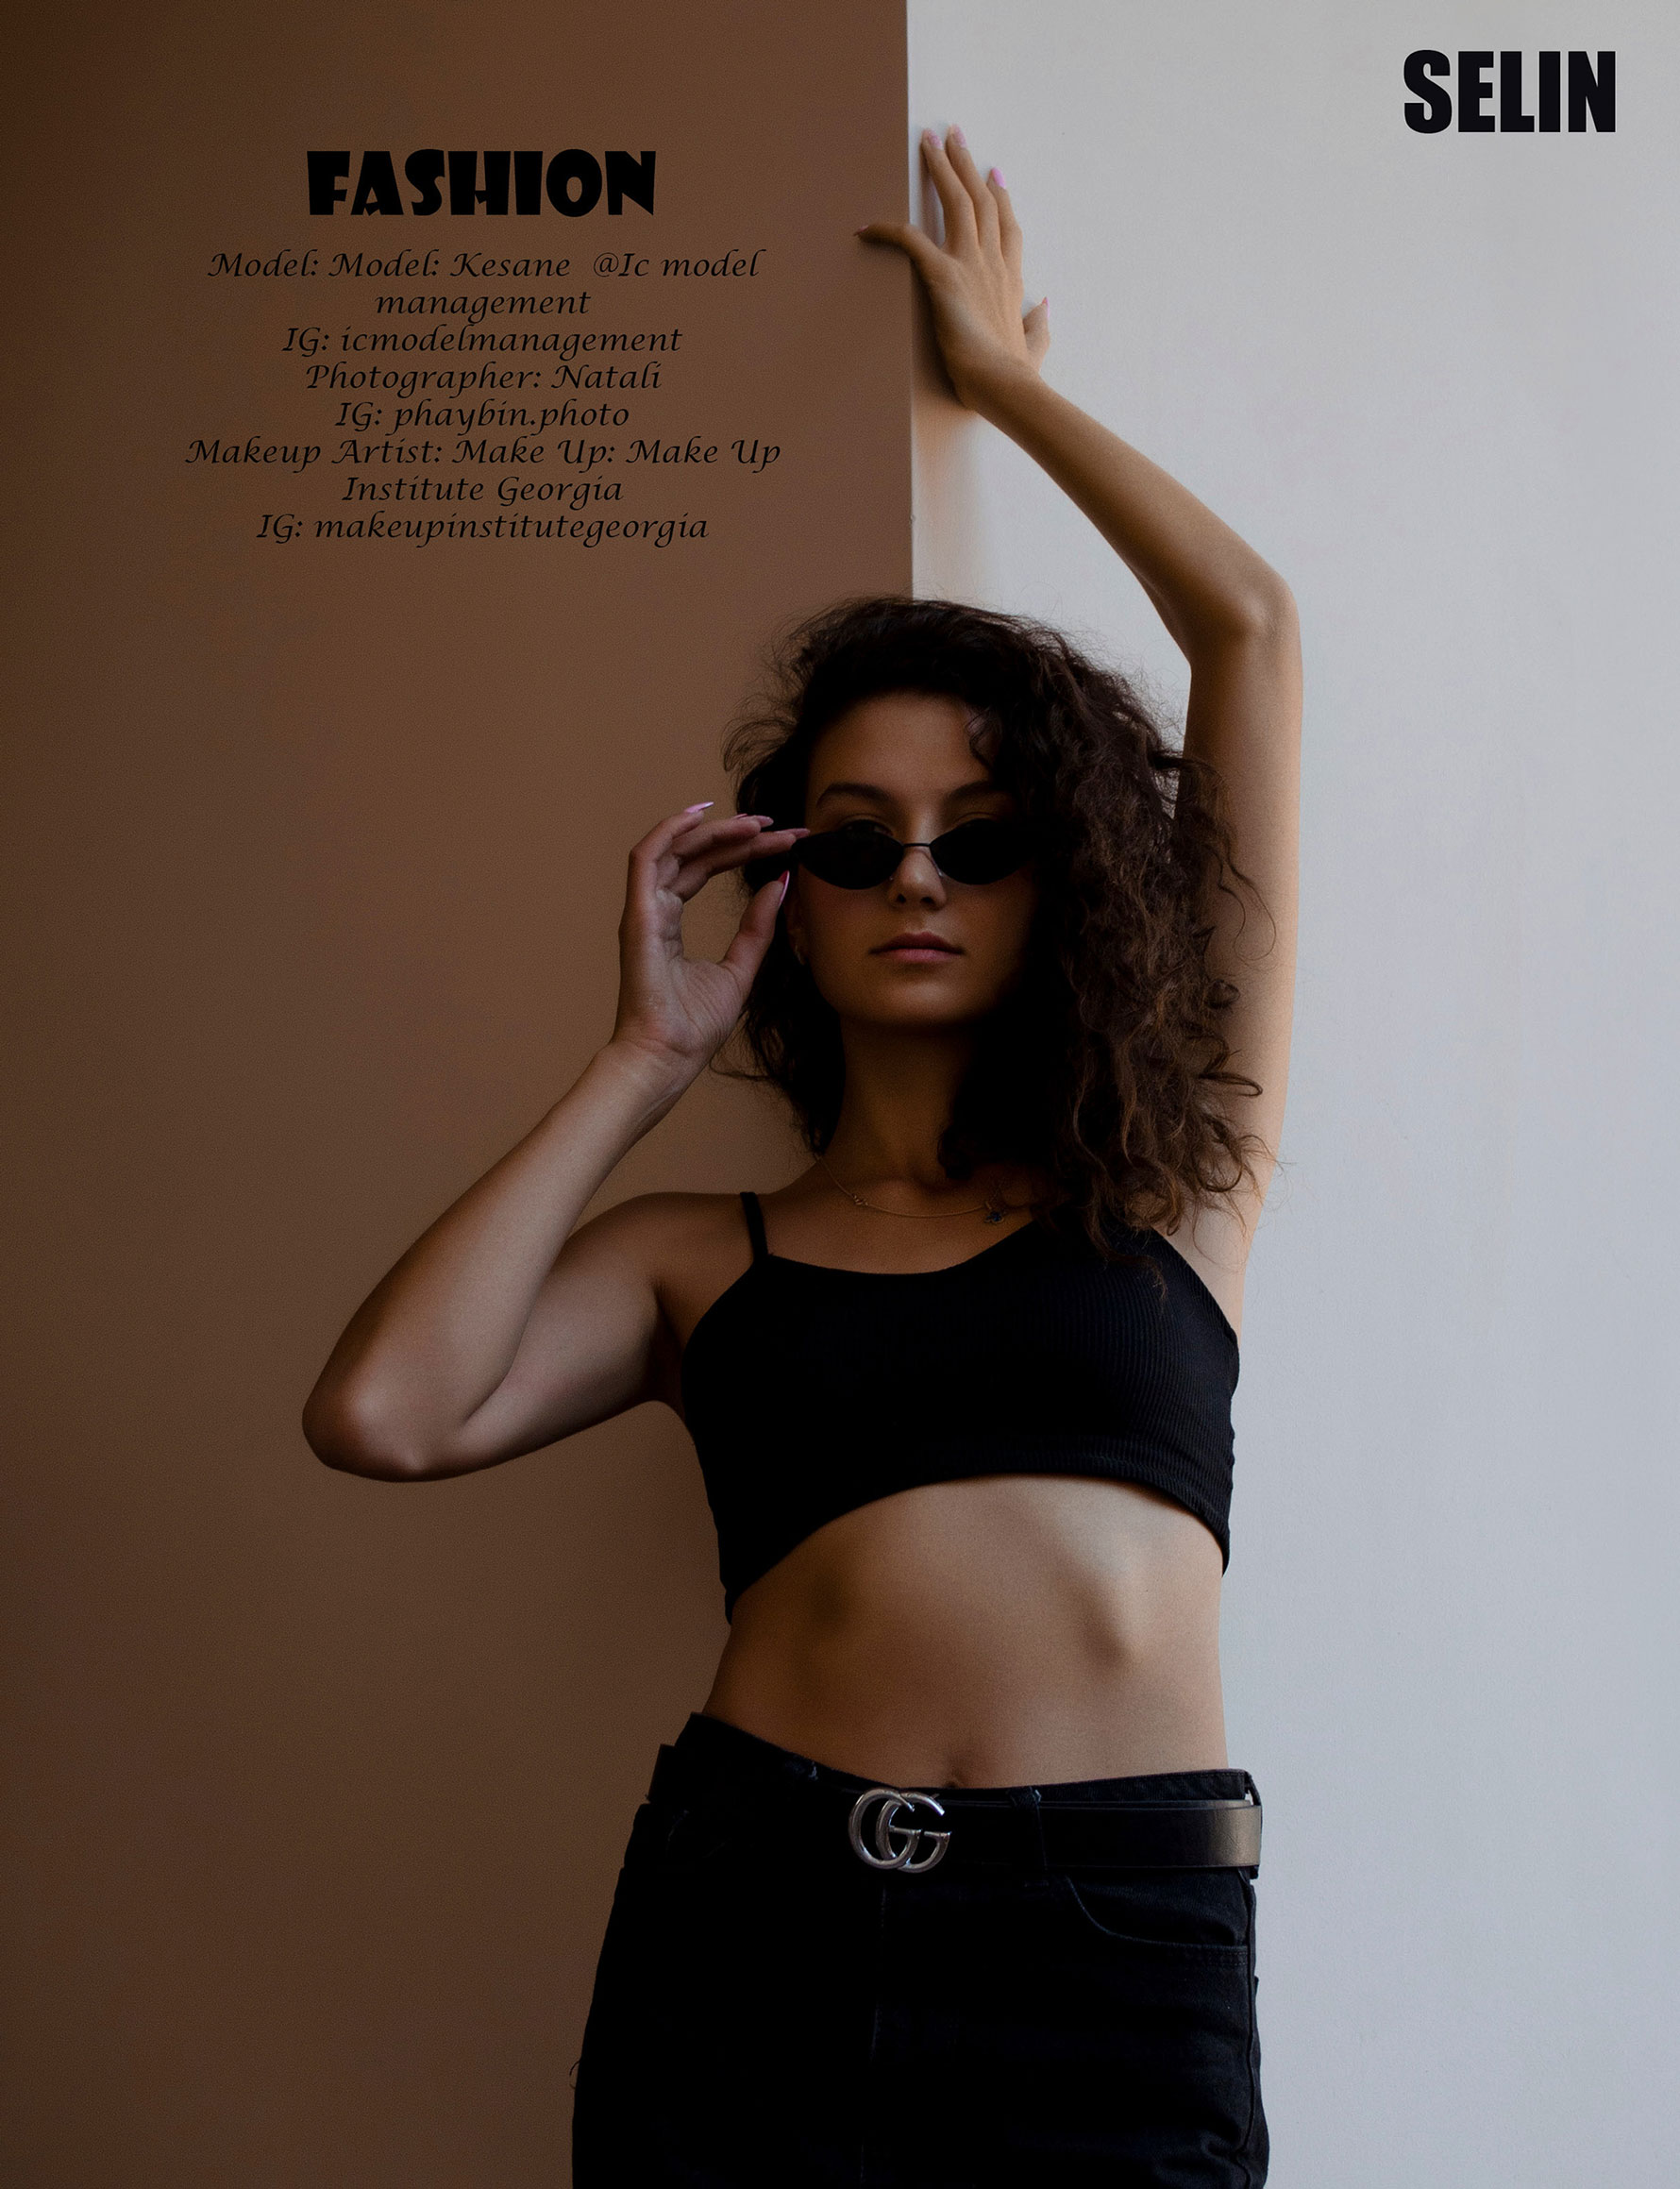 SELIN
FASHION
Model: Model: Kesane @Ic model
management
IG: icmodelmanagement
Photographer: Natali
IG: phaybin.photo
Makeup Artist: Make Up: Make Up
Institute Georgia
IG: makeupinstitutegeorgia
GG